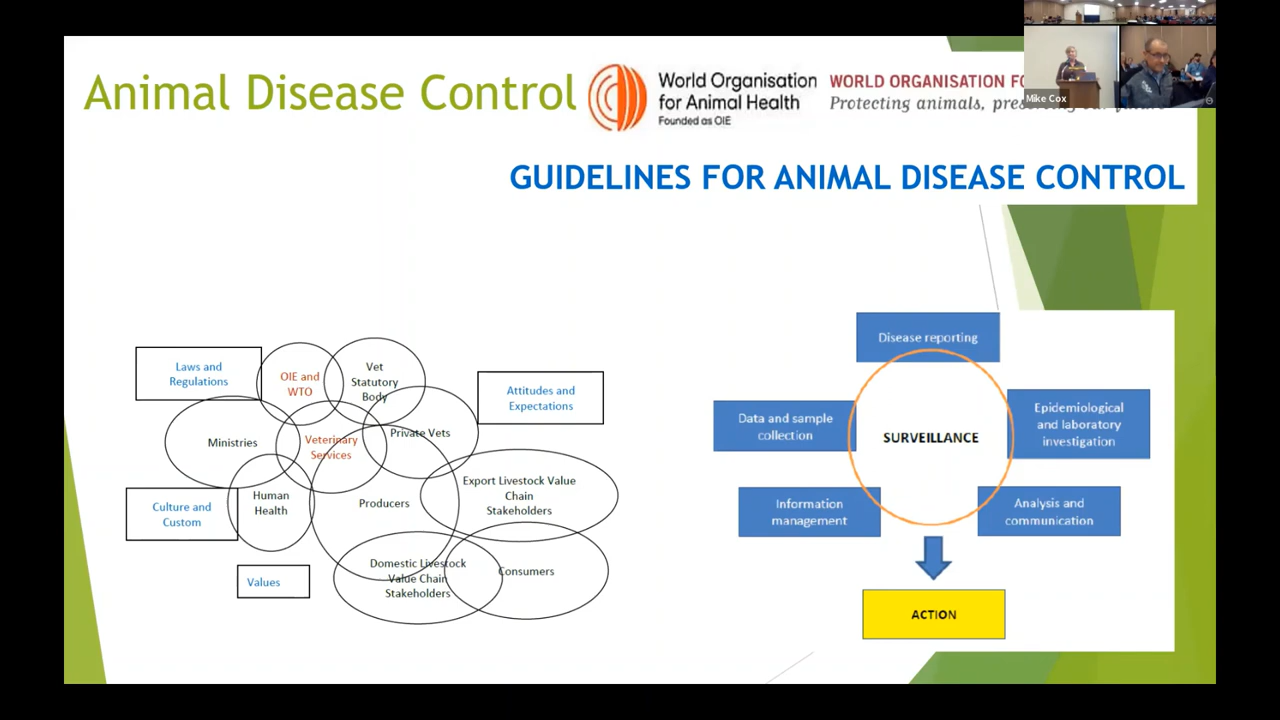 Animal Disease Control
World Organisation
for Animal Health
Founded as OIE
WORLD ORGANISATION FO
Protecting animals,
Mike Cox
GUIDELINES FOR ANIMAL DISEASE CONTROL
Laws and
Regulations
OIE and
WTO
Vet
Statutory
Body
Attitudes and
Expectations
Ministries
Veterinary
Services
Private Vets
Culture and
Custom
Human
Health
Producers
Export Livestock Value
Chain
Stakeholders
Values
Domestic Livestock
Value Chain
Stakeholders
Consumers
Disease reporting
Data and sample
collection
SURVEILLANCE
Epidemiological
and laboratory
investigation
Information
management
Analysis and
communication
ACTION